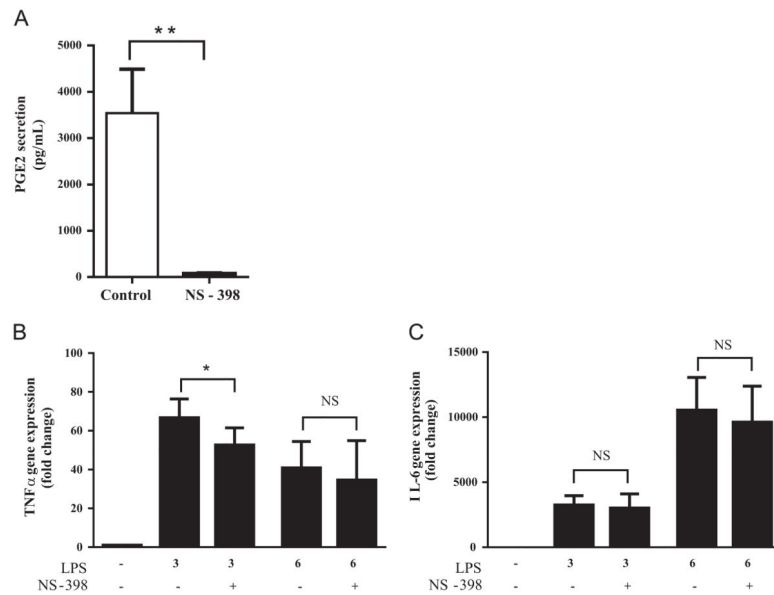 A
PGE2 secretion
(pg/mL)
5000
4000
3000
2000
1000
0
* *
Control NS - 398
B
TNFα gene expression
(fold change)
100
80
60
40
20
0
*
NS
LPS - 3 3 6 6
NS-398 - - + - +
C
IL-6 gene expression
(fold change)
15000
10000
5000
0
NS
NS
LPS - 3 3 6 6
NS-398 - - + - +